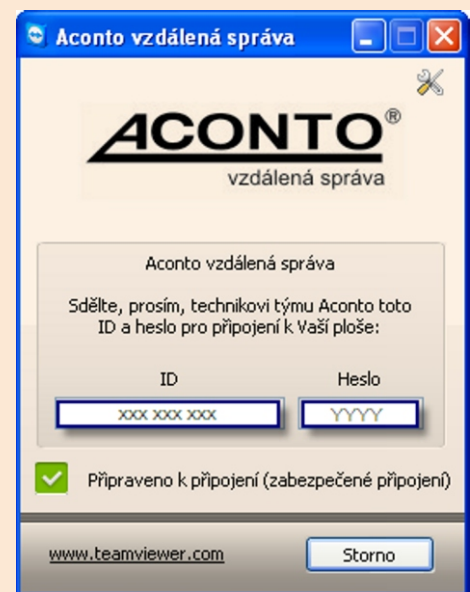 Aconto vzdálená správa
ACONTO®
vzdálená správa
Aconto vzdálená správa
Sdělte, prosím, technikovi týmu Aconto toto
ID a heslo pro připojení k Vaší ploše:
ID Heslo
XXX XXX XXX YYYY
Připraveno k připojení (zabezpečené připojení)
www.teamviewer.com Storno